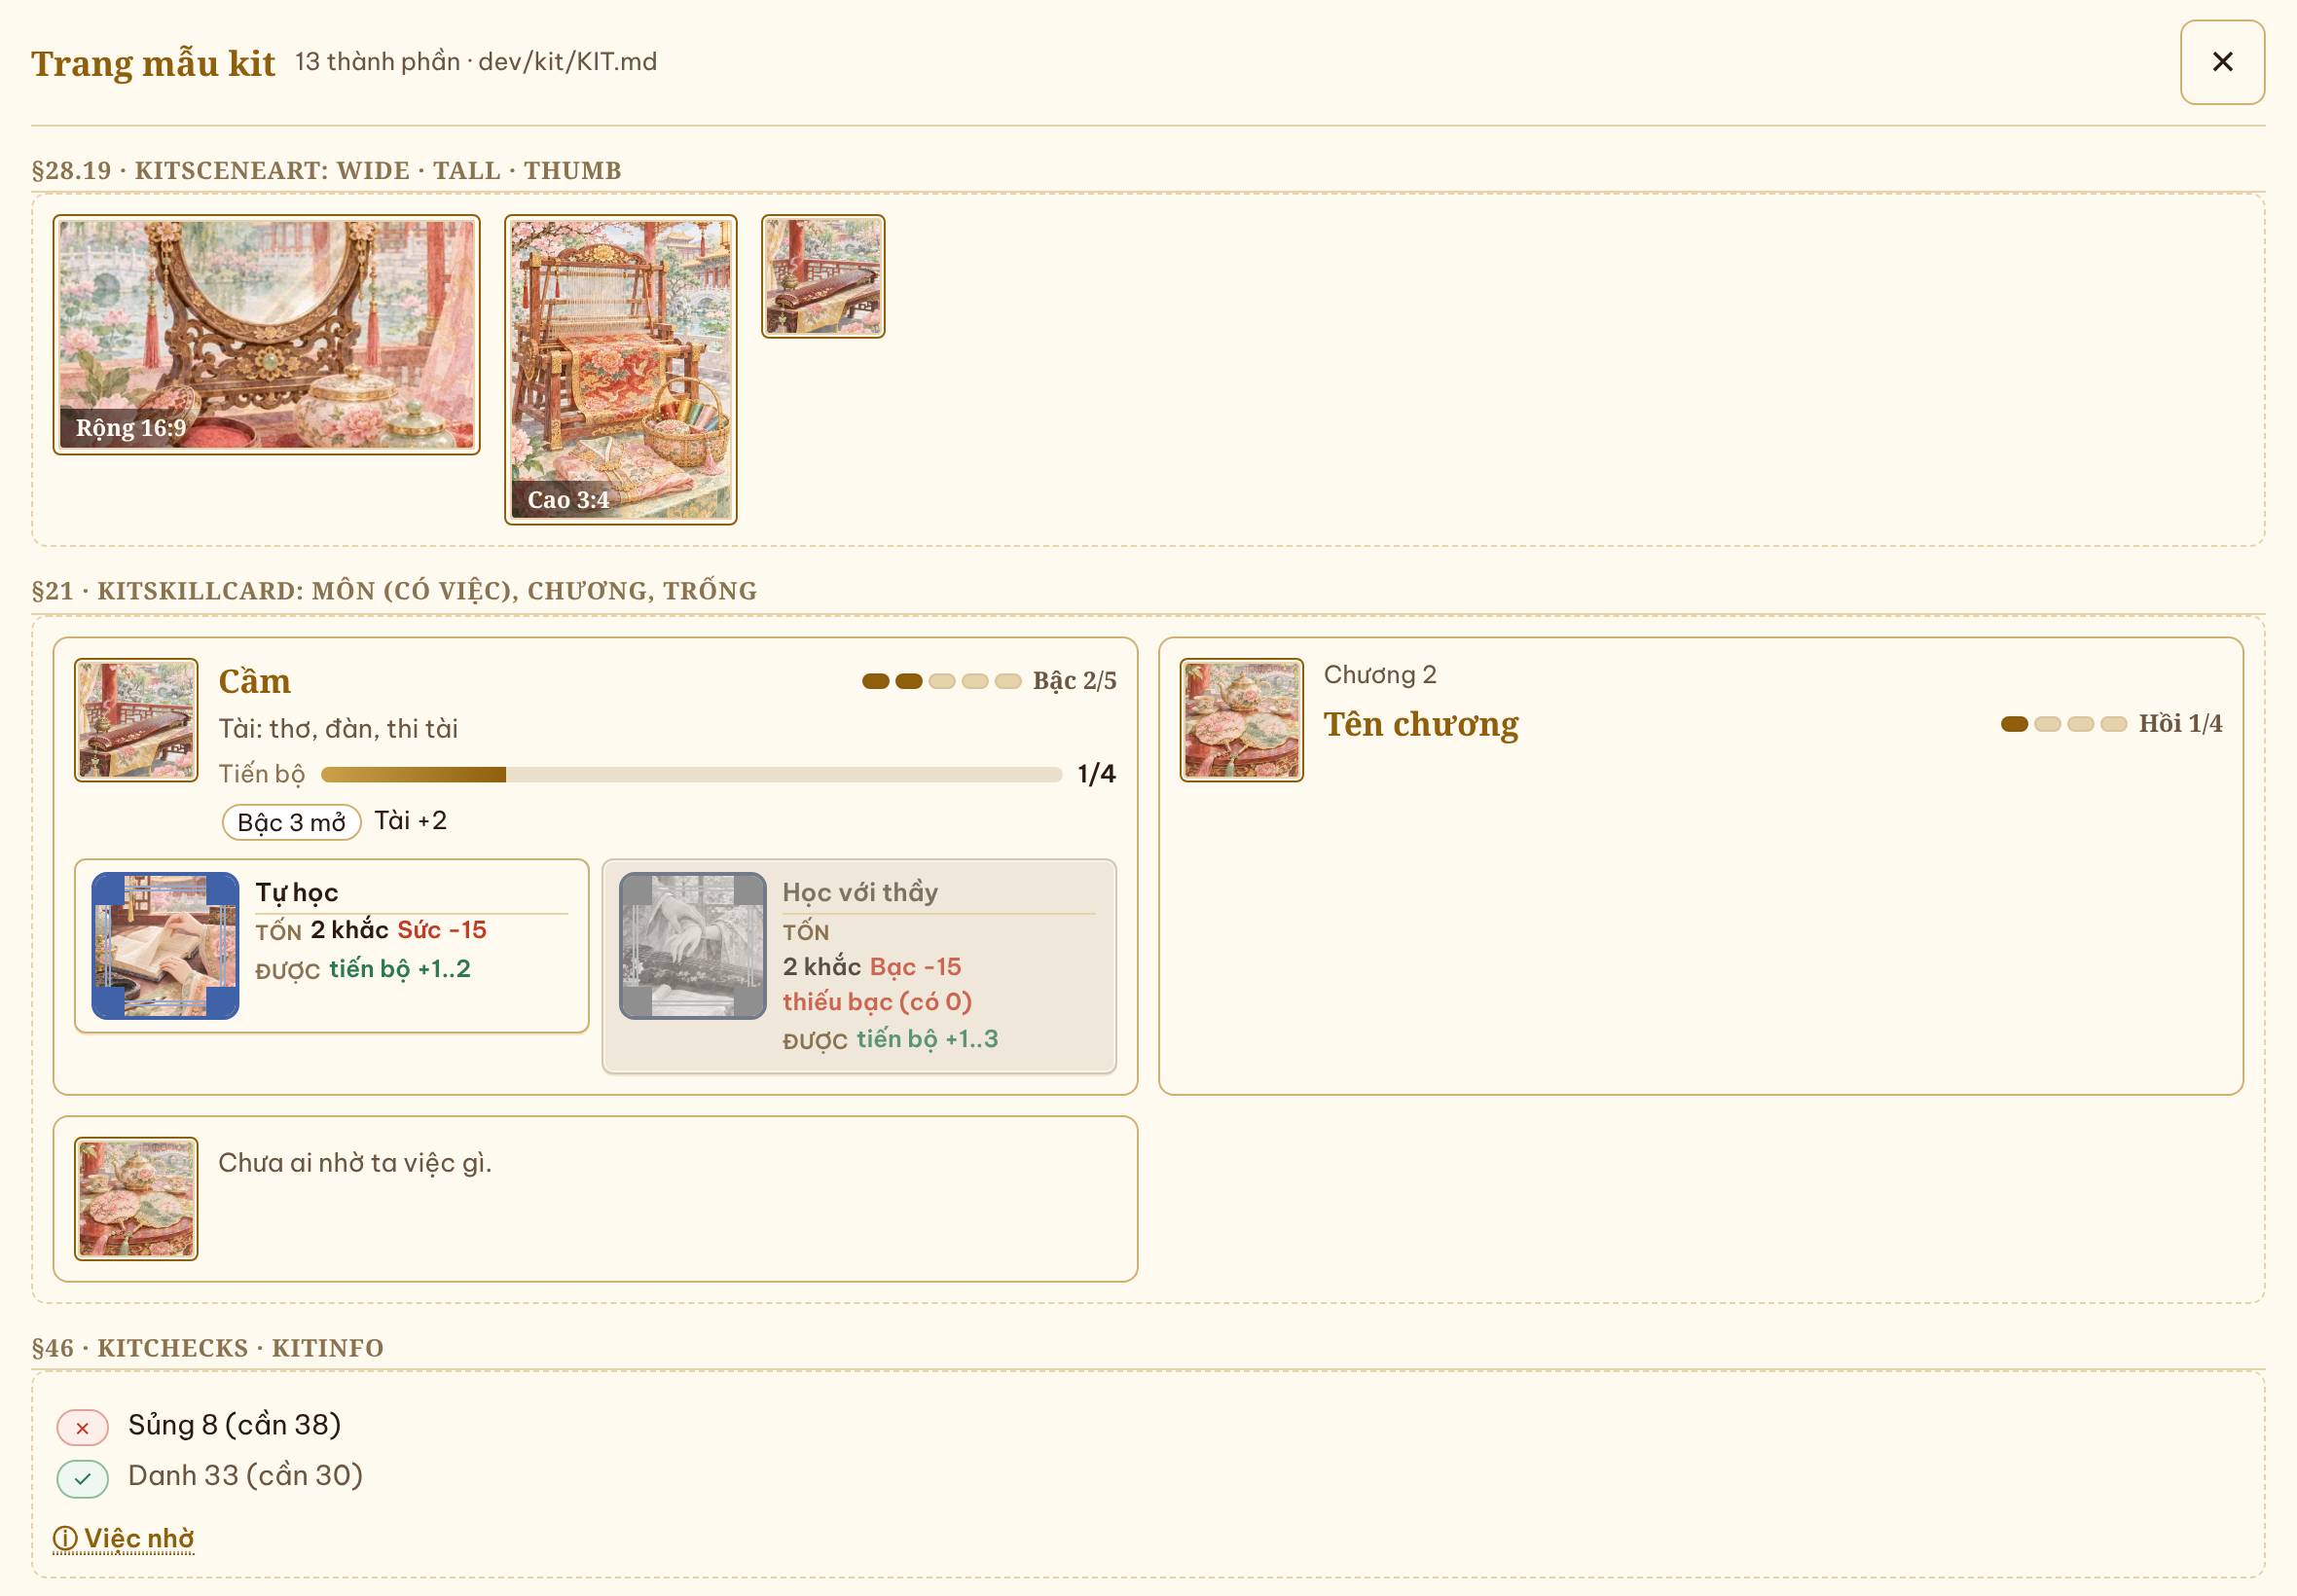 Trang mẫu kit 13 thành phần · dev/kit/KIT.md ✕
§28.19 · KITSCENEART: WIDE · TALL · THUMB
Rộng 16:9
Cao 3:4
§21 · KITSKILLCARD: MÔN (CÓ VIỆC), CHƯƠNG, TRỐNG
Cầm Bậc 2/5
Tài: thơ, đàn, thi tài
Tiến bộ 1/4
Bậc 3 mở Tài +2
Tự học
TỐN 2 khắc Sức -15
ĐƯỢC tiến bộ +1..2
Học với thầy
TỐN
2 khắc Bạc -15
thiếu bạc (có 0)
ĐƯỢC tiến bộ +1..3
Chương 2
Tên chương Hồi 1/4
Chưa ai nhờ ta việc gì.
§46 · KITCHECKS · KITINFO
✕ Sủng 8 (cần 38)
✓ Danh 33 (cần 30)
ⓘ Việc nhờ